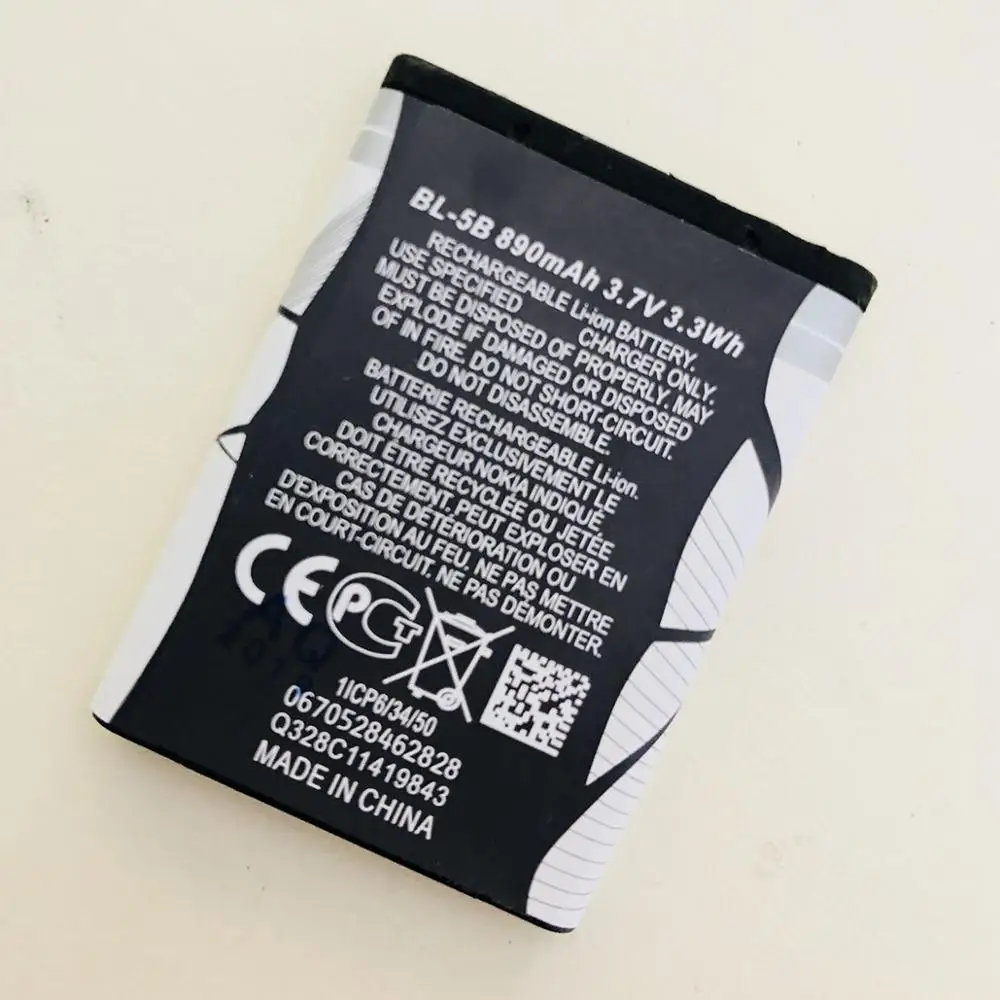 BL-5B 890mAh 3.7V 3.3Wh
RECHARGEABLE Li-ion BATTERY.
USE SPECIFIED CHARGER ONLY.
MUST BE DISPOSED OF PROPERLY. MAY
EXPLODE IF DAMAGED OR DISPOSED
OF IN FIRE. DO NOT SHORT-CIRCUIT.
DO NOT DISASSEMBLE.
BATTERIE RECHARGEABLE Li-ion.
UTILISEZ EXCLUSIVEMENT LE
CHARGEUR NOKIA INDIQUÉ.
DOIT ÊTRE RECYCLÉE OU JETÉE
CORRECTEMENT. PEUT EXPLOSER EN
CAS DE DETÉRIORATION OU
D'EXPOSITION AU FEU. NE PAS METTRE
EN COURT-CIRCUIT. NE PAS DÉMONTER.
CE PCT
1ICP6/34/50
0670528462828
Q328C11419843
MADE IN CHINA